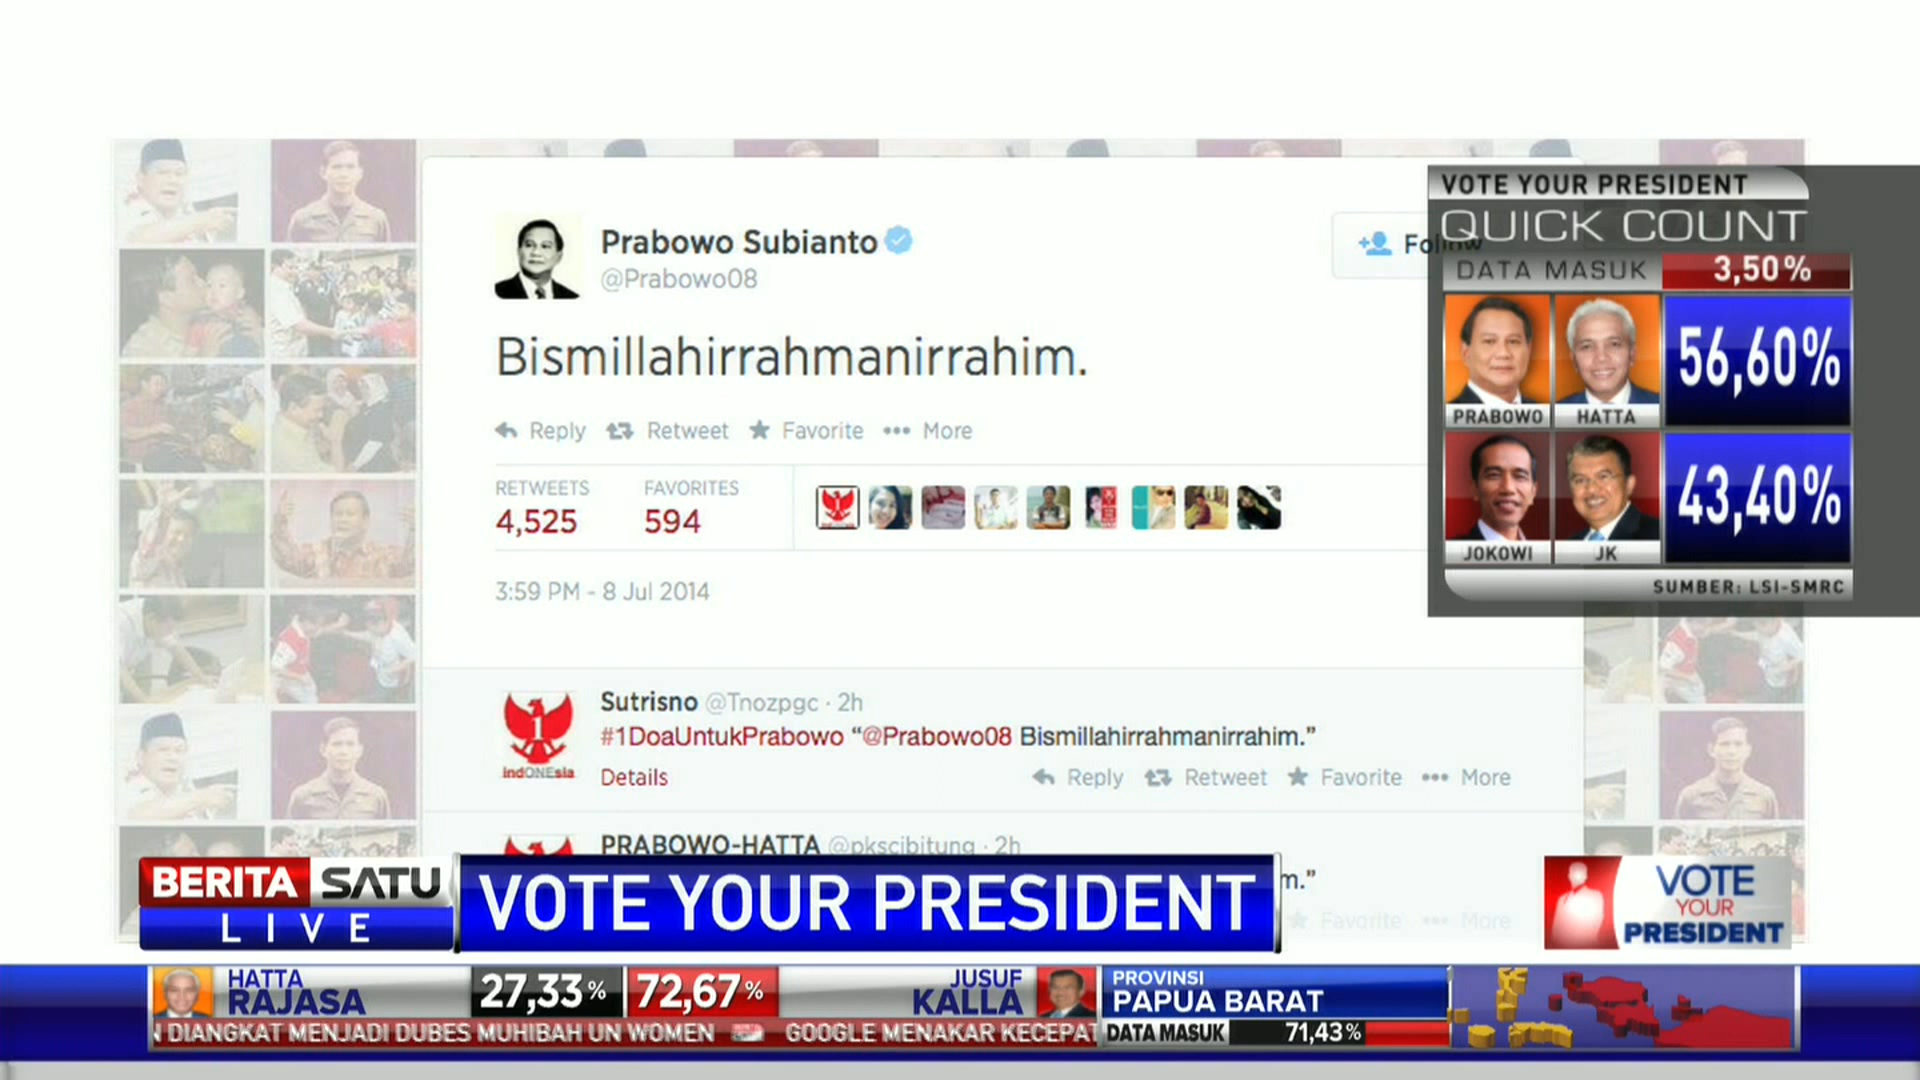 Prabowo Subianto
@Prabowo08
Follow
Bismillahirrahmanirrahim.
Reply Retweet Favorite More
RETWEETS FAVORITES
4,525 594
3:59 PM - 8 Jul 2014
Sutrisno @Tnozpgc · 2h
#1DoaUntukPrabowo “@Prabowo08 Bismillahirrahmanirrahim.”
indONEsia
Details Reply Retweet Favorite More
PRABOWO-HATTA @pkscibitung · 2h
m.”
Favorite More
VOTE YOUR PRESIDENT
QUICK COUNT
DATA MASUK 3,50%
56,60%
PRABOWO HATTA
43,40%
JOKOWI JK
SUMBER: LSI-SMRC
BERITA SATU
LIVE
VOTE YOUR PRESIDENT
VOTE
YOUR
PRESIDENT
HATTA
RAJASA
27,33% 72,67%
JUSUF
KALLA
PROVINSI
PAPUA BARAT
N DIANGKAT MENJADI DUBES MUHIBAH UN WOMEN GOOGLE MENAKAR KECEPAT
DATA MASUK 71,43%